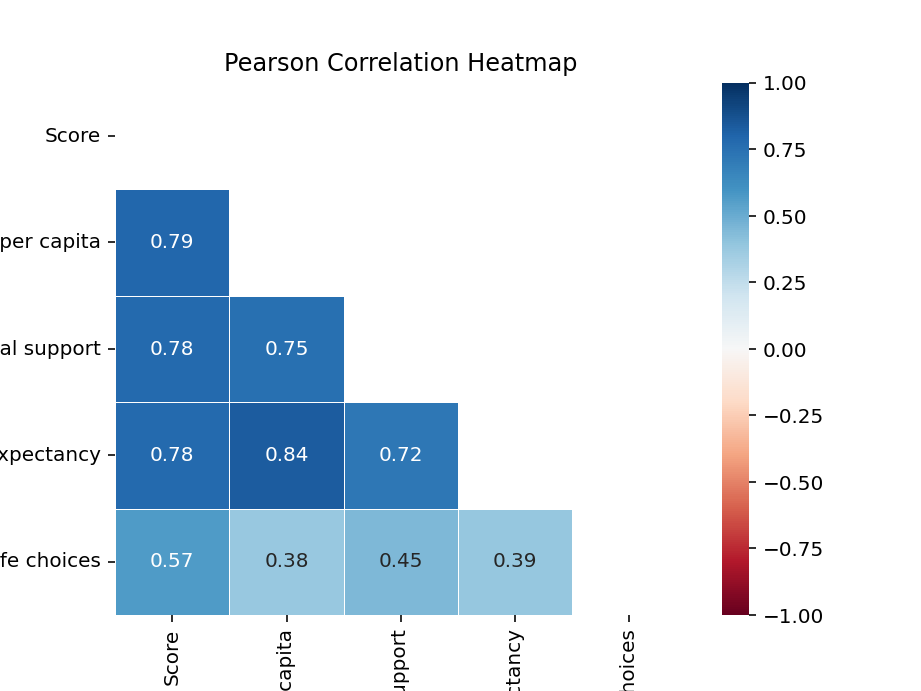 Pearson Correlation Heatmap
Score
per capita
al support
xpectancy
fe choices
0.79
0.78 0.75
0.78 0.84 0.72
0.57 0.38 0.45 0.39
Score
capita
upport
ctancy
hoices
1.00
0.75
0.50
0.25
0.00
−0.25
−0.50
−0.75
−1.00